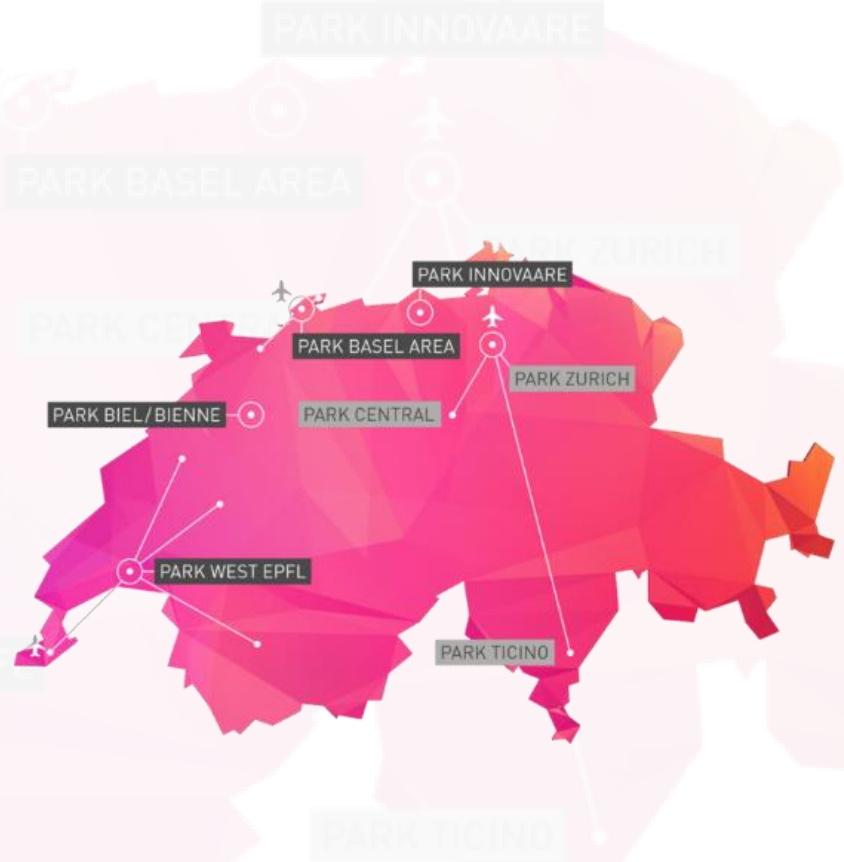 PARK INNOVAARE
PARK BASEL AREA
PARK ZURICH
PARK INNOVAARE
PARK BASEL AREA
PARK ZURICH
PARK BIEL/BIENNE
PARK CENTRAL
PARK WEST EPFL
PARK TICINO
PARK TICINO